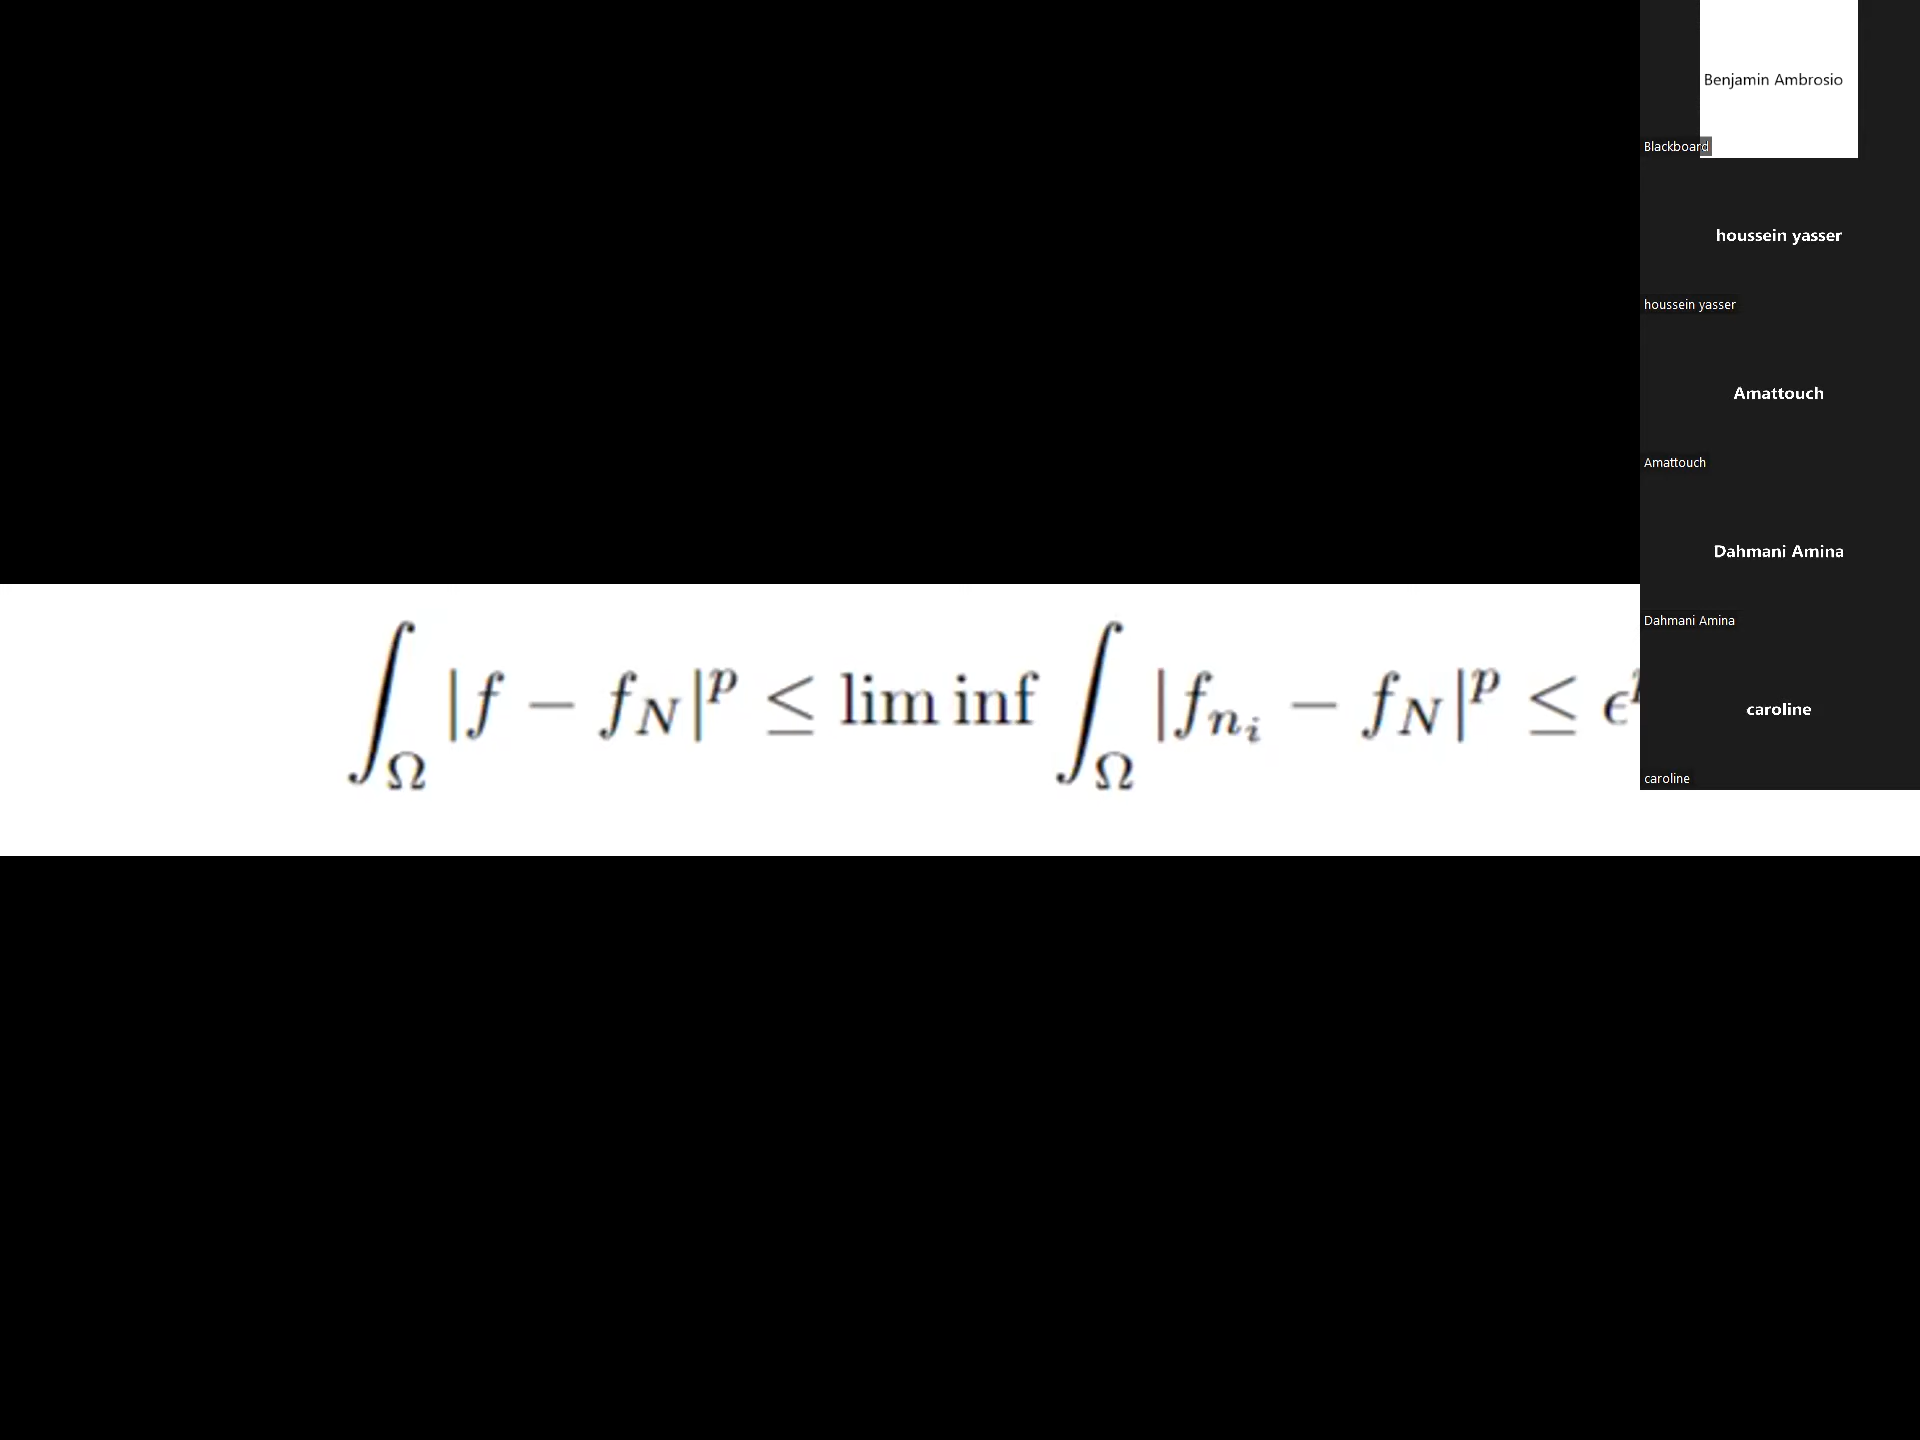 Benjamin Ambrosio
Blackboard
houssein yasser
houssein yasser
Amattouch
Amattouch
Dahmani Amina
Dahmani Amina
∫_Ω |f − f_N|^p ≤ lim inf ∫_Ω |f_{n_i} − f_N|^p ≤ ϵ
caroline
caroline